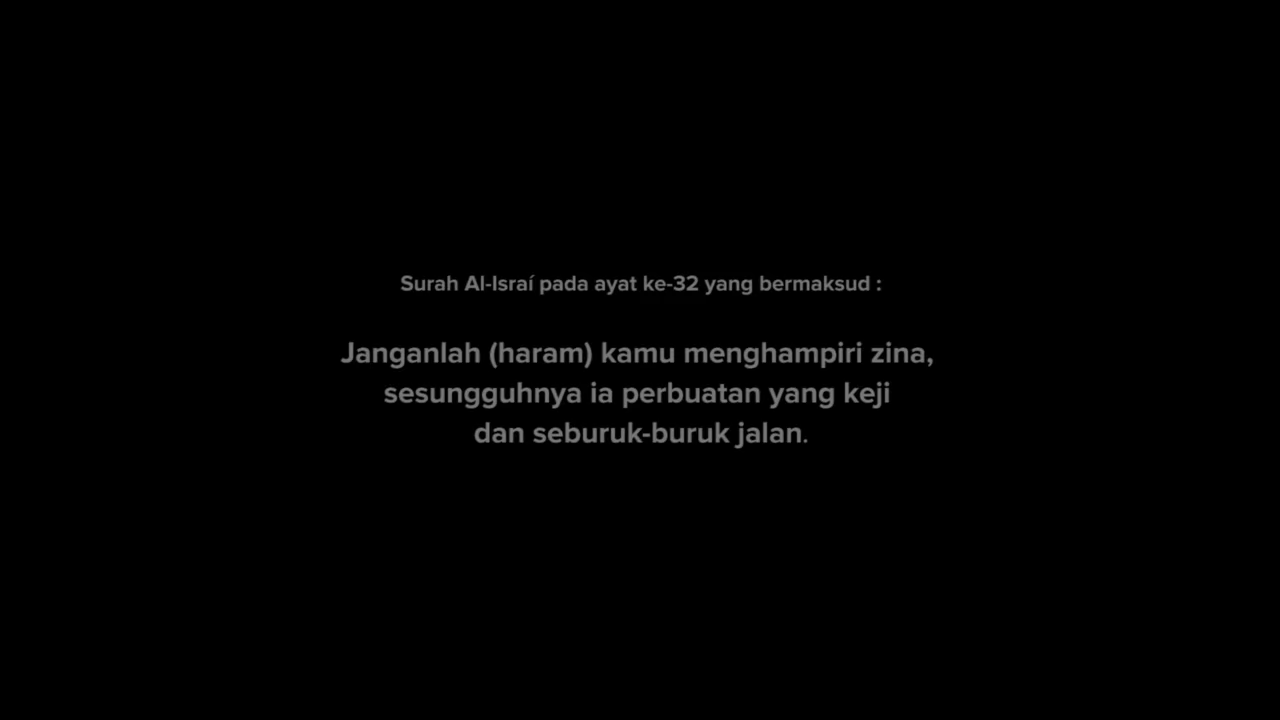 Surah Al-Israí pada ayat ke-32 yang bermaksud :
Janganlah (haram) kamu menghampiri zina,
sesungguhnya ia perbuatan yang keji
dan seburuk-buruk jalan.